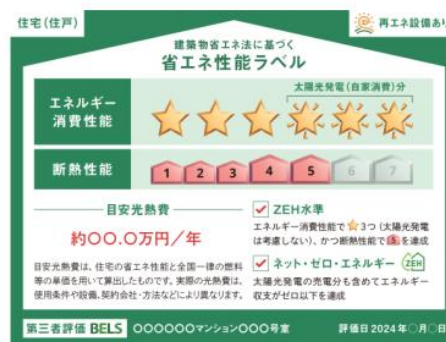 住宅(住戸)
再エネ設備あり
建築物省エネ法に基づく
省エネ性能ラベル
太陽光発電(自家消費)分
エネルギー
消費性能
断熱性能
1 2 3 4 5 6 7
目安光熱費
約〇〇.〇万円/年
目安光熱費は、住宅の省エネ性能と全国一律の燃料
等の単価を用いて算出したものです。実際の光熱費は、
使用条件や設備、契約会社・方法などにより異なります。
ZEH水準
エネルギー消費性能で★3つ(太陽光発電
は考慮しない)、かつ断熱性能で5を達成
ネット・ゼロ・エネルギー ZEH
太陽光発電の売電分も含めてエネルギー
収支がゼロ以下を達成
第三者評価 BELS 〇〇〇〇〇〇マンション〇〇〇号室 評価日2024年〇月〇日